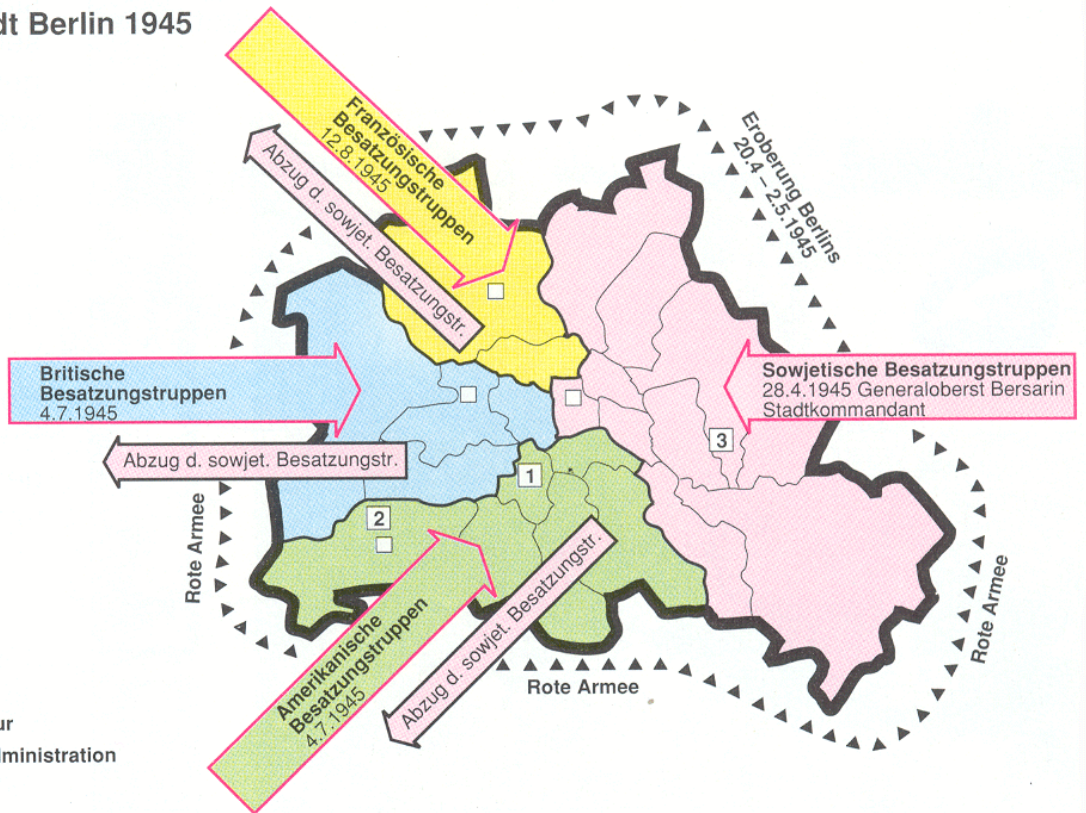 dt Berlin 1945
Französische
Besatzungstruppen
12.8.1945
Abzug d. sowjet. Besatzungstr.
Eroberung Berlins
20.4 – 2.5.1945
Britische
Besatzungstruppen
4.7.1945
Sowjetische Besatzungstruppen
28.4.1945 Generaloberst Bersarin
Stadtkommandant
3
Abzug d. sowjet. Besatzungstr.
1
2
Rote Armee
Amerikanische
Besatzungstruppen
4.7.1945
Abzug d. sowjet. Besatzungstr.
Rote Armee
Rote Armee
ur
ministration